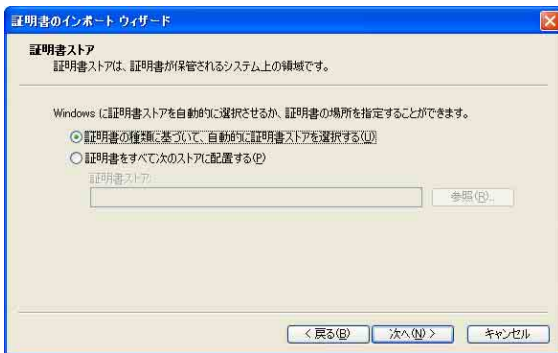 証明書のインポート ウィザード
証明書ストア
証明書ストアは、証明書が保管されるシステム上の領域です。
Windows に証明書ストアを自動的に選択させるか、証明書の場所を指定することができます。
証明書の種類に基づいて、自動的に証明書ストアを選択する(U)
証明書をすべて次のストアに配置する(P)
証明書ストア:
参照(R)...
< 戻る(B)
次へ(N) >
キャンセル